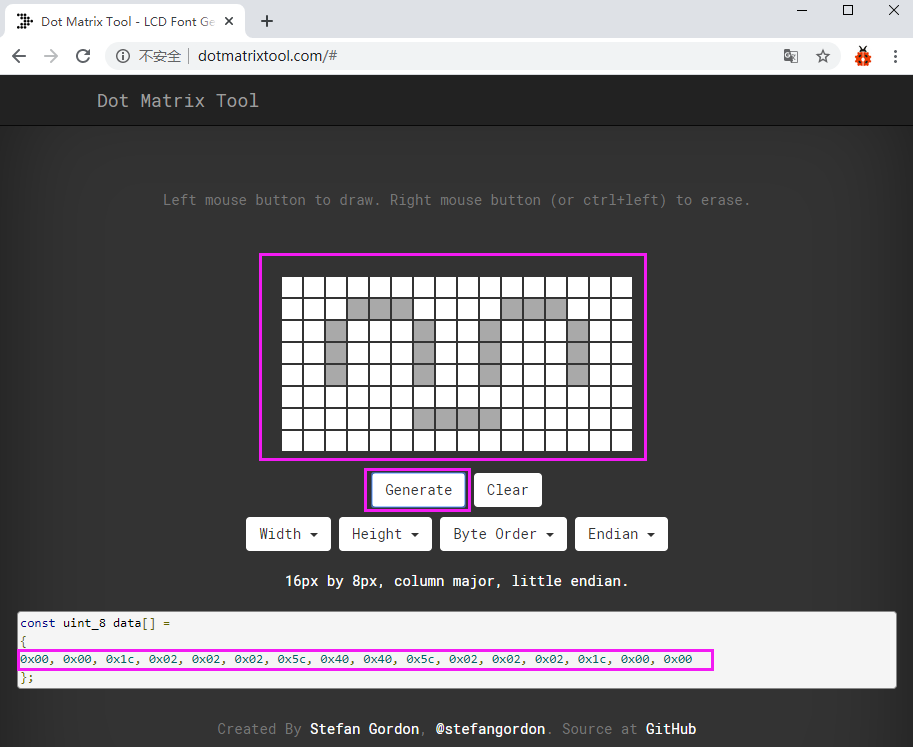 Dot Matrix Tool - LCD Font Ge
不安全 dotmatrixtool.com/#
Dot Matrix Tool
Left mouse button to draw. Right mouse button (or ctrl+left) to erase.
Generate Clear
Width Height Byte Order Endian
16px by 8px, column major, little endian.
const uint_8 data[] =
{
0x00, 0x00, 0x1c, 0x02, 0x02, 0x02, 0x5c, 0x40, 0x40, 0x5c, 0x02, 0x02, 0x02, 0x1c, 0x00, 0x00
};
Created By Stefan Gordon, @stefangordon. Source at GitHub